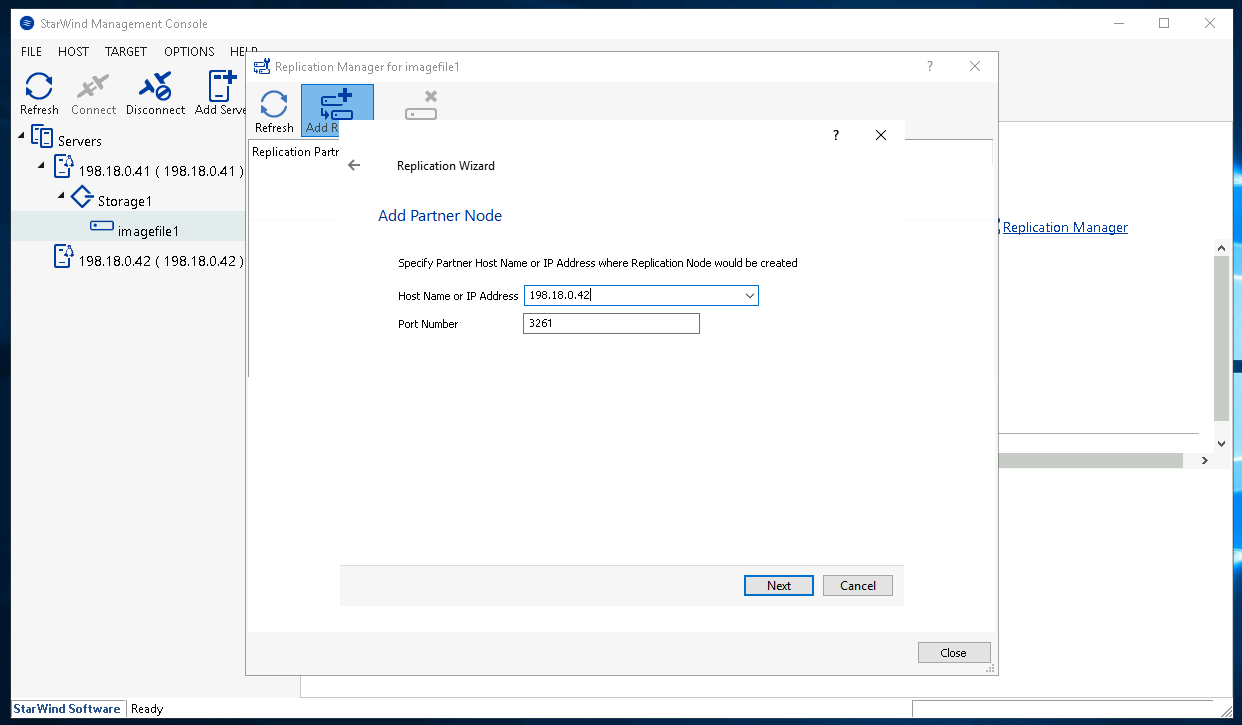 StarWind Management Console
FILE HOST TARGET OPTIONS HELP
Refresh Connect Disconnect Add Serve
Servers
198.18.0.41 ( 198.18.0.41 )
Storage1
imagefile1
198.18.0.42 ( 198.18.0.42 )
Replication Manager for imagefile1
?
Refresh Add R
Replication Partn
?
Replication Wizard
Add Partner Node
Specify Partner Host Name or IP Address where Replication Node would be created
Host Name or IP Address 198.18.0.42
Port Number 3261
Next Cancel
Close
Replication Manager
StarWind Software Ready